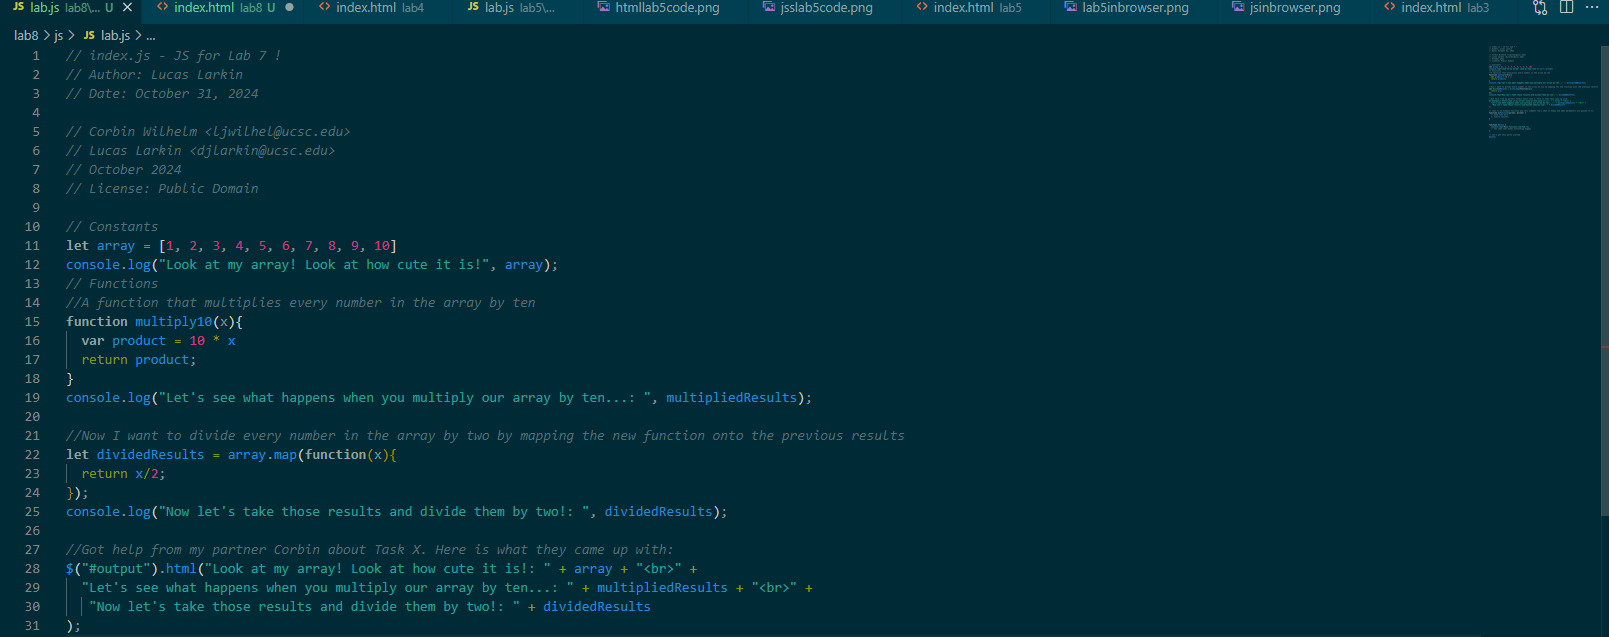 JS lab.js lab8\... U × <> index.html lab8 U ● <> index.html lab4 JS lab.js lab5\... htmllab5code.png jsslab5code.png <> index.html lab5 lab5inbrowser.png jsinbrowser.png <> index.html lab3 ...
lab8 > js > JS lab.js > ...
1 // index.js - JS for Lab 7 !
2 // Author: Lucas Larkin
3 // Date: October 31, 2024
4
5 // Corbin Wilhelm <ljwilhel@ucsc.edu>
6 // Lucas Larkin <djlarkin@ucsc.edu>
7 // October 2024
8 // License: Public Domain
9
10 // Constants
11 let array = [1, 2, 3, 4, 5, 6, 7, 8, 9, 10]
12 console.log("Look at my array! Look at how cute it is!", array);
13 // Functions
14 //A function that multiplies every number in the array by ten
15 function multiply10(x){
16 var product = 10 * x
17 return product;
18 }
19 console.log("Let's see what happens when you multiply our array by ten...: ", multipliedResults);
20
21 //Now I want to divide every number in the array by two by mapping the new function onto the previous results
22 let dividedResults = array.map(function(x){
23 return x/2;
24 });
25 console.log("Now let's take those results and divide them by two!: ", dividedResults);
26
27 //Got help from my partner Corbin about Task X. Here is what they came up with:
28 $("#output").html("Look at my array! Look at how cute it is!: " + array + "<br>" +
29 "Let's see what happens when you multiply our array by ten...: " + multipliedResults + "<br>" +
30 "Now let's take those results and divide them by two!: " + dividedResults
31 );